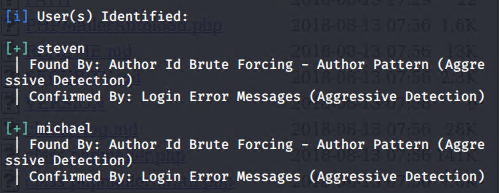 [i] User(s) Identified:
[+] steven
| Found By: Author Id Brute Forcing - Author Pattern (Aggre
ssive Detection)
| Confirmed By: Login Error Messages (Aggressive Detection)
[+] michael
| Found By: Author Id Brute Forcing - Author Pattern (Aggre
ssive Detection)
| Confirmed By: Login Error Messages (Aggressive Detection)